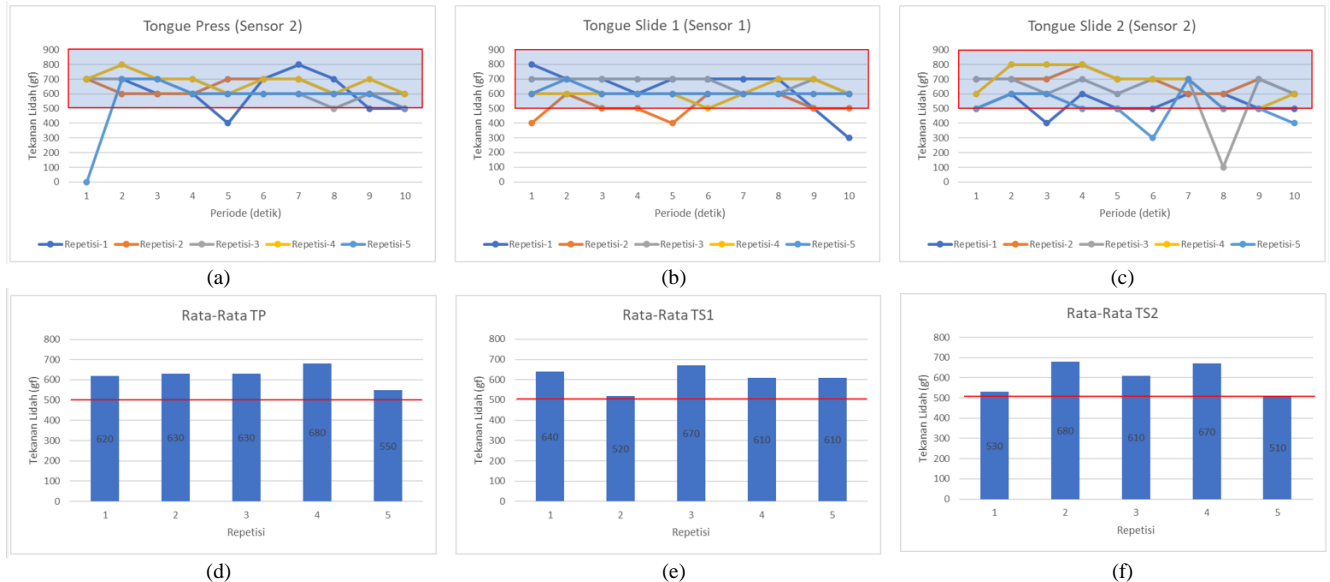 Tongue Press (Sensor 2)
Tekanan Lidah (gf)
900
800
700
600
500
400
300
200
100
0
1 2 3 4 5 6 7 8 9 10
Periode (detik)
Repetisi-1 Repetisi-2 Repetisi-3 Repetisi-4 Repetisi-5
(a)
Tongue Slide 1 (Sensor 1)
Tekanan Lidah (gf)
900
800
700
600
500
400
300
200
100
0
1 2 3 4 5 6 7 8 9 10
Periode (detik)
Repetisi-1 Repetisi-2 Repetisi-3 Repetisi-4 Repetisi-5
(b)
Tongue Slide 2 (Sensor 2)
Tekanan Lidah (gf)
900
800
700
600
500
400
300
200
100
0
1 2 3 4 5 6 7 8 9 10
Periode (detik)
Repetisi-1 Repetisi-2 Repetisi-3 Repetisi-4 Repetisi-5
(c)
Rata-Rata TP
Tekanan Lidah (gf)
800
700
600
500
400
300
200
100
0
620 630 630 680 550
1 2 3 4 5
Repetisi
(d)
Rata-Rata TS1
Tekanan Lidah (gf)
800
700
600
500
400
300
200
100
0
640 520 670 610 610
1 2 3 4 5
Repetisi
(e)
Rata-Rata TS2
Tekanan Lidah (gf)
800
700
600
500
400
300
200
100
0
530 680 610 670 510
1 2 3 4 5
Repetisi
(f)